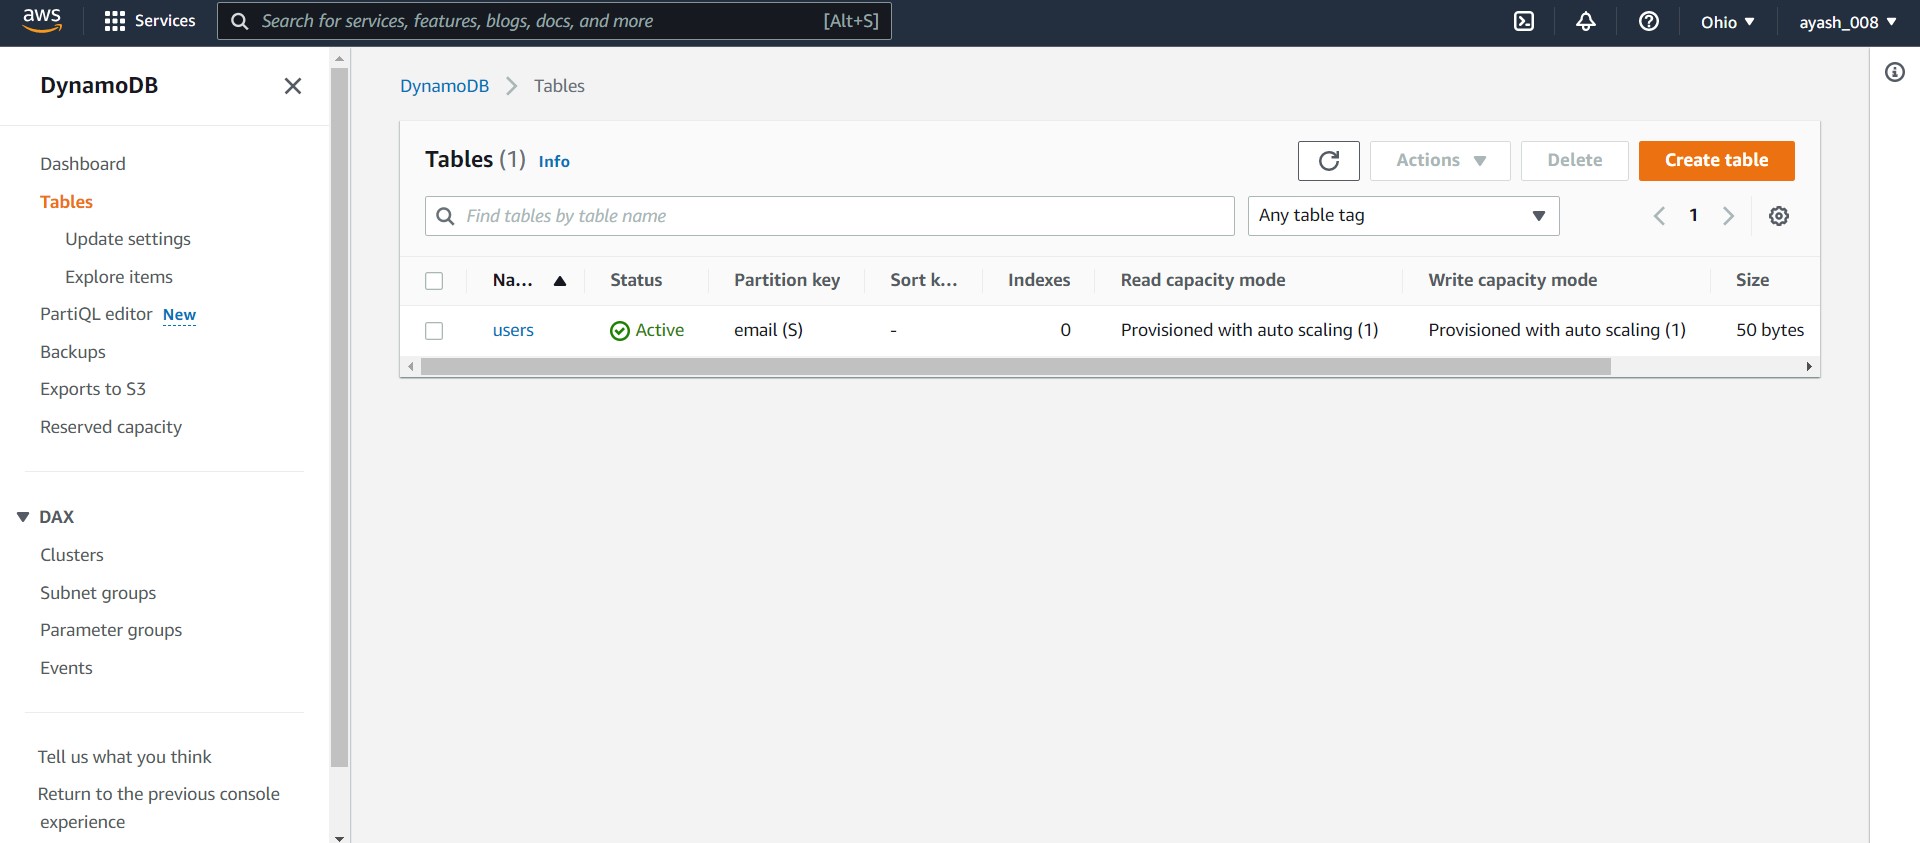 aws Services Search for services, features, blogs, docs, and more [Alt+S] Ohio ayash_008
DynamoDB
Dashboard
Tables
Update settings
Explore items
PartiQL editor New
Backups
Exports to S3
Reserved capacity
DAX
Clusters
Subnet groups
Parameter groups
Events
Tell us what you think
Return to the previous console
experience
DynamoDB Tables
Tables (1) Info Actions Delete Create table
Find tables by table name Any table tag 1
Na... Status Partition key Sort k... Indexes Read capacity mode Write capacity mode Size
users Active email (S) - 0 Provisioned with auto scaling (1) Provisioned with auto scaling (1) 50 bytes